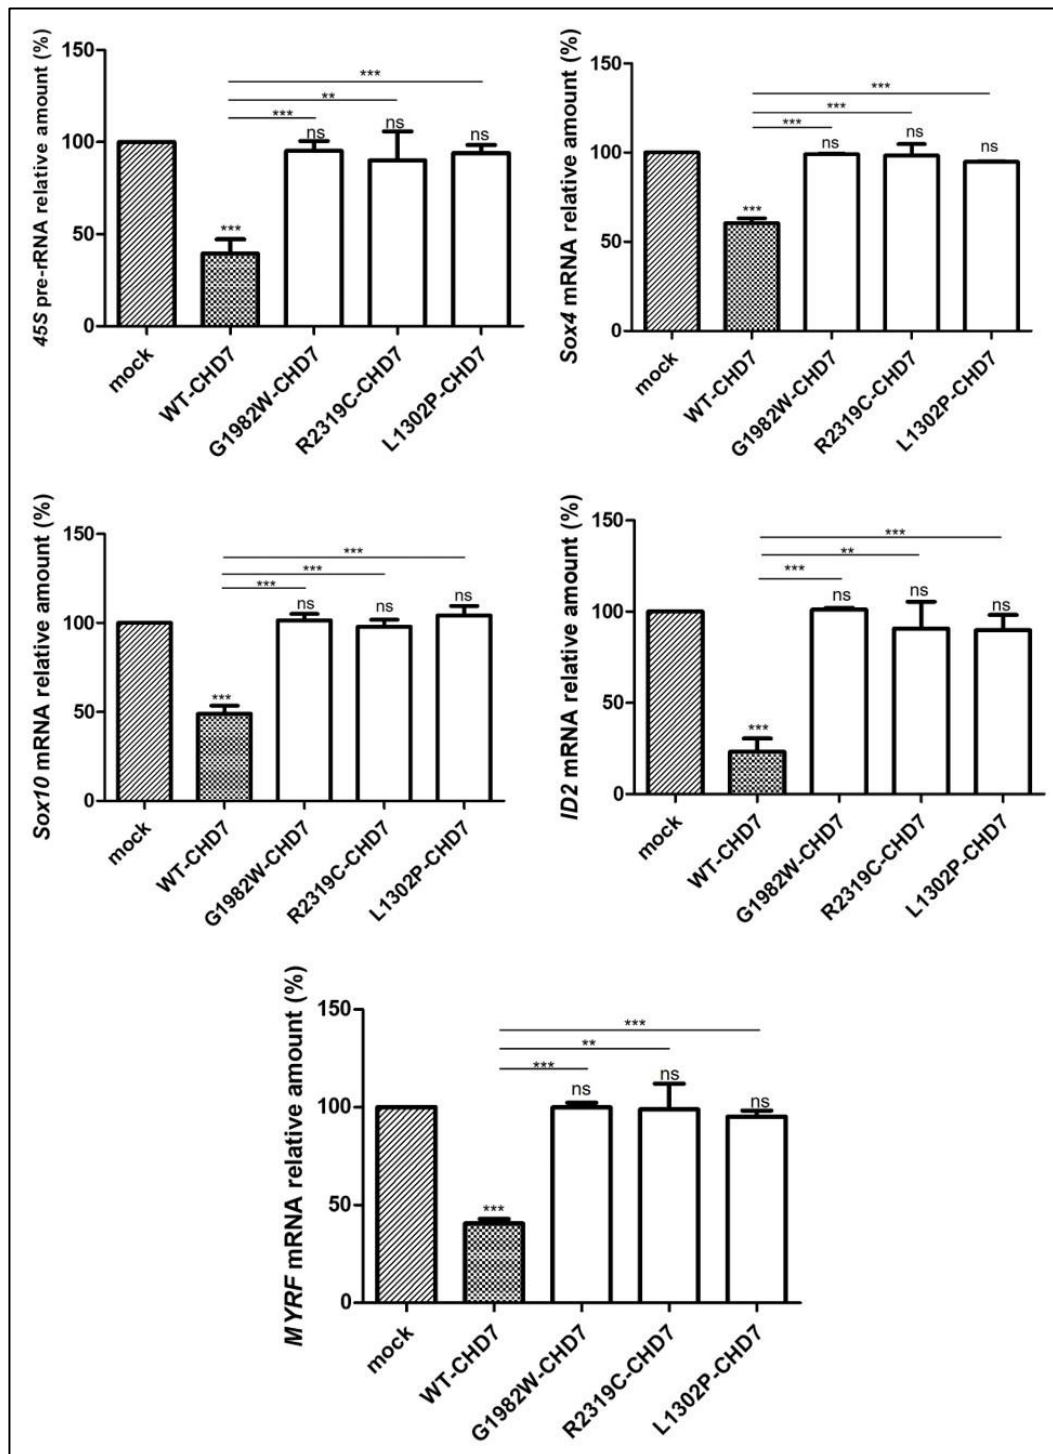 45S pre-rRNA relative amount (%)
150
100
50
0
***
**
***
***
ns
ns
ns
mock
WT-CHD7
G1982W-CHD7
R2319C-CHD7
L1302P-CHD7
Sox4 mRNA relative amount (%)
150
100
50
0
***
***
***
***
ns
ns
ns
mock
WT-CHD7
G1982W-CHD7
R2319C-CHD7
L1302P-CHD7
Sox10 mRNA relative amount (%)
150
100
50
0
***
***
***
***
ns
ns
ns
mock
WT-CHD7
G1982W-CHD7
R2319C-CHD7
L1302P-CHD7
ID2 mRNA relative amount (%)
150
100
50
0
***
**
***
***
ns
ns
ns
mock
WT-CHD7
G1982W-CHD7
R2319C-CHD7
L1302P-CHD7
MYRF mRNA relative amount (%)
150
100
50
0
***
**
***
***
ns
ns
ns
mock
WT-CHD7
G1982W-CHD7
R2319C-CHD7
L1302P-CHD7